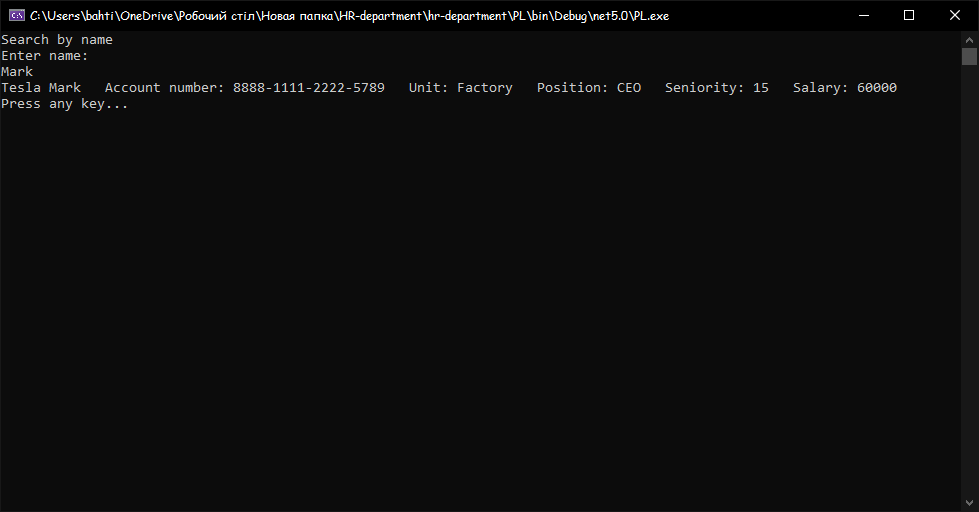 C:\Users\bahti\OneDrive\Робочий стіл\Новая папка\HR-department\hr-department\PL\bin\Debug\net5.0\PL.exe
Search by name
Enter name:
Mark
Tesla Mark   Account number: 8888-1111-2222-5789   Unit: Factory   Position: CEO   Seniority: 15   Salary: 60000
Press any key...